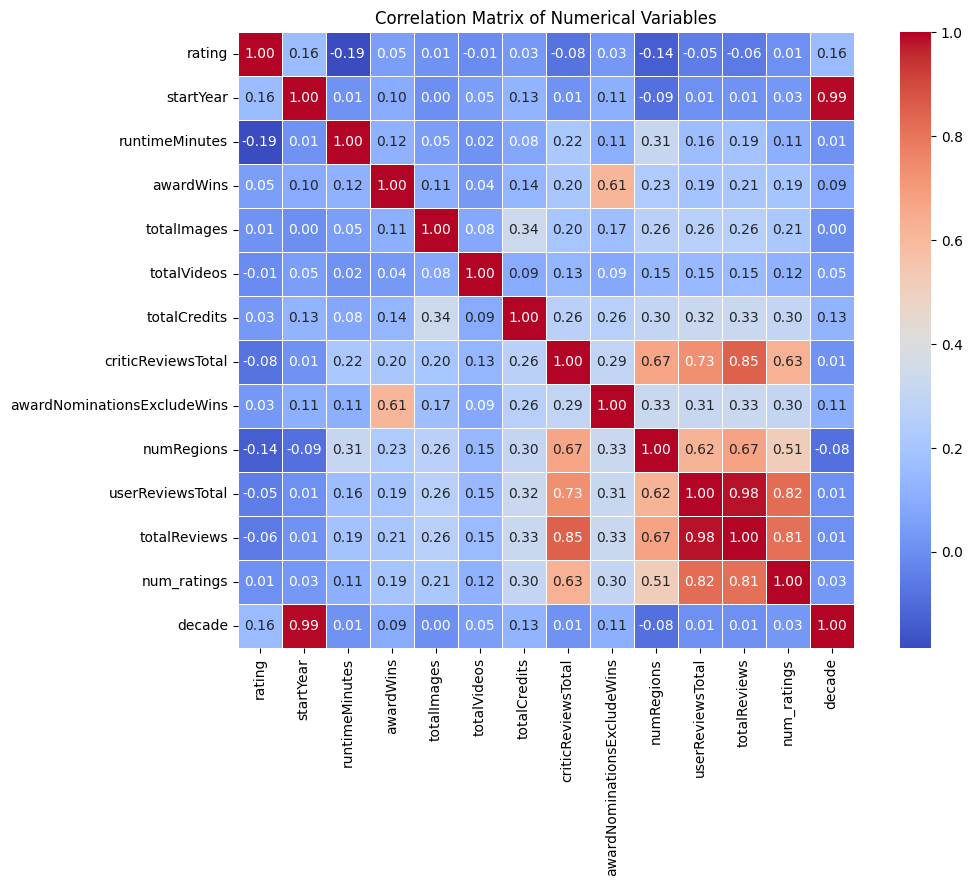 Correlation Matrix of Numerical Variables
rating 1.00 0.16 -0.19 0.05 0.01 -0.01 0.03 -0.08 0.03 -0.14 -0.05 -0.06 0.01 0.16
startYear 0.16 1.00 0.01 0.10 0.00 0.05 0.13 0.01 0.11 -0.09 0.01 0.01 0.03 0.99
runtimeMinutes -0.19 0.01 1.00 0.12 0.05 0.02 0.08 0.22 0.11 0.31 0.16 0.19 0.11 0.01
awardWins 0.05 0.10 0.12 1.00 0.11 0.04 0.14 0.20 0.61 0.23 0.19 0.21 0.19 0.09
totalImages 0.01 0.00 0.05 0.11 1.00 0.08 0.34 0.20 0.17 0.26 0.26 0.26 0.21 0.00
totalVideos -0.01 0.05 0.02 0.04 0.08 1.00 0.09 0.13 0.09 0.15 0.15 0.15 0.12 0.05
totalCredits 0.03 0.13 0.08 0.14 0.34 0.09 1.00 0.26 0.26 0.30 0.32 0.33 0.30 0.13
criticReviewsTotal -0.08 0.01 0.22 0.20 0.20 0.13 0.26 1.00 0.29 0.67 0.73 0.85 0.63 0.01
awardNominationsExcludeWins 0.03 0.11 0.11 0.61 0.17 0.09 0.26 0.29 1.00 0.33 0.31 0.33 0.30 0.11
numRegions -0.14 -0.09 0.31 0.23 0.26 0.15 0.30 0.67 0.33 1.00 0.62 0.67 0.51 -0.08
userReviewsTotal -0.05 0.01 0.16 0.19 0.26 0.15 0.32 0.73 0.31 0.62 1.00 0.98 0.82 0.01
totalReviews -0.06 0.01 0.19 0.21 0.26 0.15 0.33 0.85 0.33 0.67 0.98 1.00 0.81 0.01
num_ratings 0.01 0.03 0.11 0.19 0.21 0.12 0.30 0.63 0.30 0.51 0.82 0.81 1.00 0.03
decade 0.16 0.99 0.01 0.09 0.00 0.05 0.13 0.01 0.11 -0.08 0.01 0.01 0.03 1.00
rating
startYear
runtimeMinutes
awardWins
totalImages
totalVideos
totalCredits
criticReviewsTotal
awardNominationsExcludeWins
numRegions
userReviewsTotal
totalReviews
num_ratings
decade
1.0
0.8
0.6
0.4
0.2
0.0